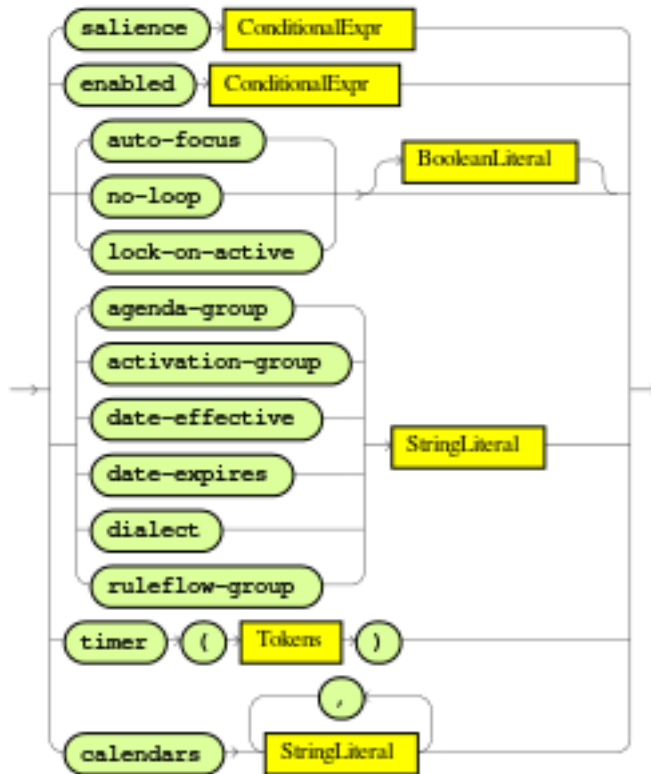 salience ConditionalExpr
enabled ConditionalExpr
auto-focus
BooleanLiteral
no-loop
lock-on-active
agenda-group
activation-group
date-effective
StringLiteral
date-expires
dialect
ruleflow-group
timer ( Tokens )
,
calendars StringLiteral